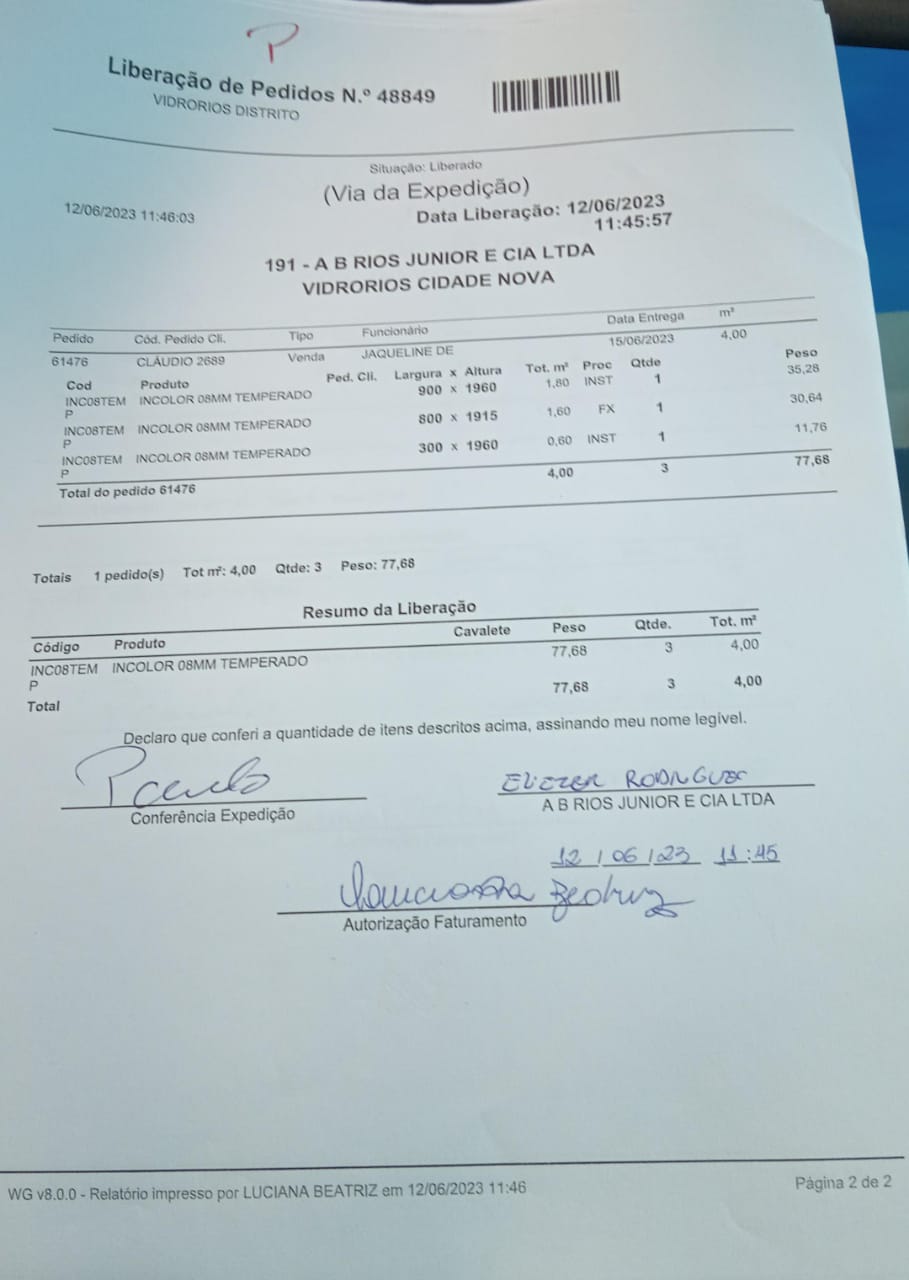 P
Liberação de Pedidos N.º 48849
VIDRORIOS DISTRITO
Situação: Liberado
(Via da Expedição)
12/06/2023 11:46:03
Data Liberação: 12/06/2023
11:45:57
191 - A B RIOS JUNIOR E CIA LTDA
VIDRORIOS CIDADE NOVA
Pedido Cód. Pedido Cli. Tipo Funcionário Data Entrega m²
61476 CLÁUDIO 2689 Venda JAQUELINE DE 15/06/2023 4,00
Cod Produto Ped. Cli. Largura x Altura Tot. m² Proc Qtde Peso
INC08TEM INCOLOR 08MM TEMPERADO 900 x 1960 1,80 INST 1 35,28
P
INC08TEM INCOLOR 08MM TEMPERADO 800 x 1915 1,60 FX 1 30,64
P
INC08TEM INCOLOR 08MM TEMPERADO 300 x 1960 0,60 INST 1 11,76
P
Total do pedido 61476 4,00 3 77,68
Totais 1 pedido(s) Tot m²: 4,00 Qtde: 3 Peso: 77,68
Resumo da Liberação
Código Produto Cavalete Peso Qtde. Tot. m²
INC08TEM INCOLOR 08MM TEMPERADO 77,68 3 4,00
P
Total 77,68 3 4,00
Declaro que conferi a quantidade de itens descritos acima, assinando meu nome legível.
ELIEZER RODRIGUES
Conferência Expedição
A B RIOS JUNIOR E CIA LTDA
12/06/23 11:45
Beatriz
Autorização Faturamento
WG v8.0.0 - Relatório impresso por LUCIANA BEATRIZ em 12/06/2023 11:46
Página 2 de 2